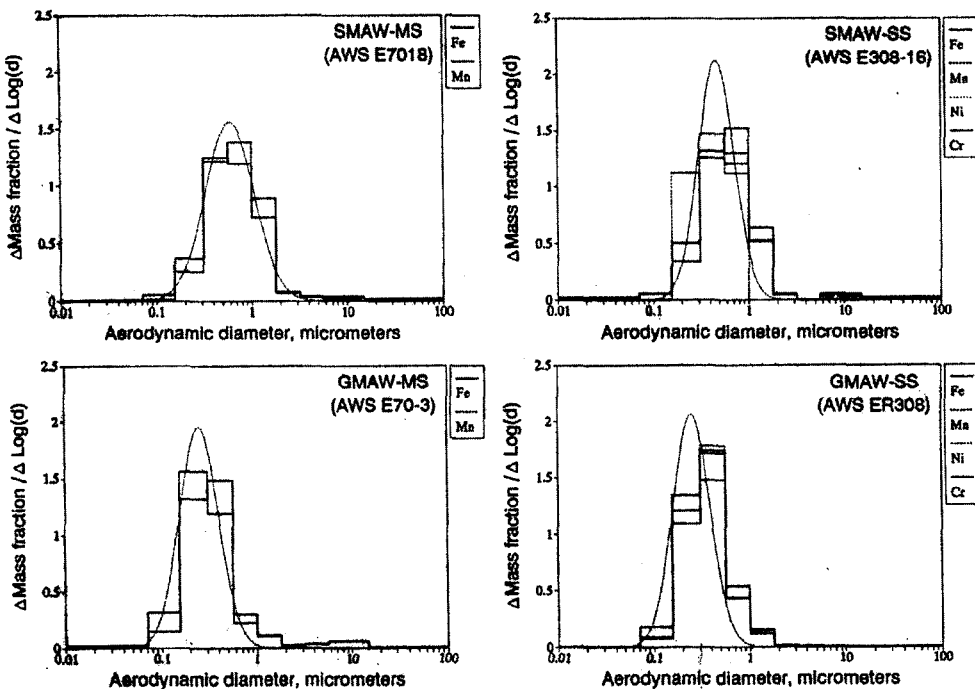 SMAW-MS
(AWS E7018)
Fe
Mn
2.5
2
1.5
1
0.5
0
0.01
0.1
1
10
100
ΔMass fraction / Δ Log(d)
Aerodynamic diameter, micrometers
SMAW-SS
(AWS E308-16)
Fe
Mn
Ni
Cr
2.5
2
1.5
1
0.5
0
0.01
0.1
1
10
100
ΔMass fraction / Δ Log(d)
Aerodynamic diameter, micrometers
GMAW-MS
(AWS E70-3)
Fe
Mn
2.5
2
1.5
1
0.5
0.01
0.1
1
10
100
ΔMass fraction / Δ Log(d)
Aerodynamic diameter, micrometers
GMAW-SS
(AWS ER308)
Fe
Mn
Ni
Cr
2.5
2
1.5
1
0.5
0.01
0.1
1
10
100
ΔMass fraction / Δ Log(d)
Aerodynamic diameter, micrometers